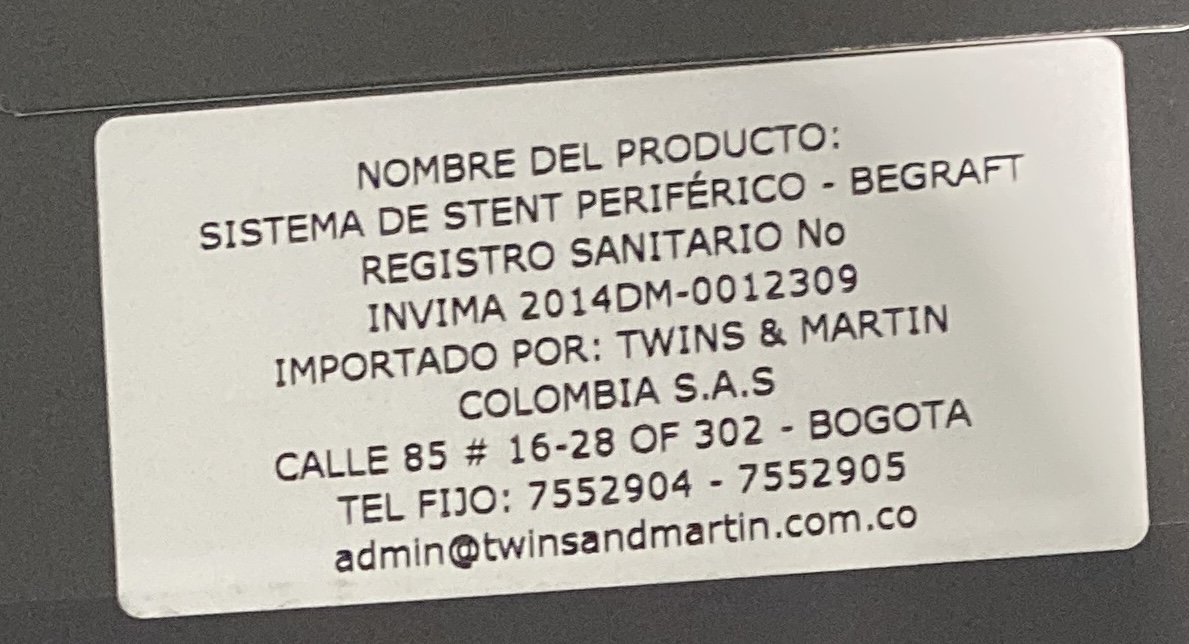 NOMBRE DEL PRODUCTO:
SISTEMA DE STENT PERIFÉRICO - BEGRAFT
REGISTRO SANITARIO No
INVIMA 2014DM-0012309
IMPORTADO POR: TWINS & MARTIN
COLOMBIA S.A.S
CALLE 85 # 16-28 OF 302 - BOGOTA
TEL FIJO: 7552904 - 7552905
admin@twinsandmartin.com.co